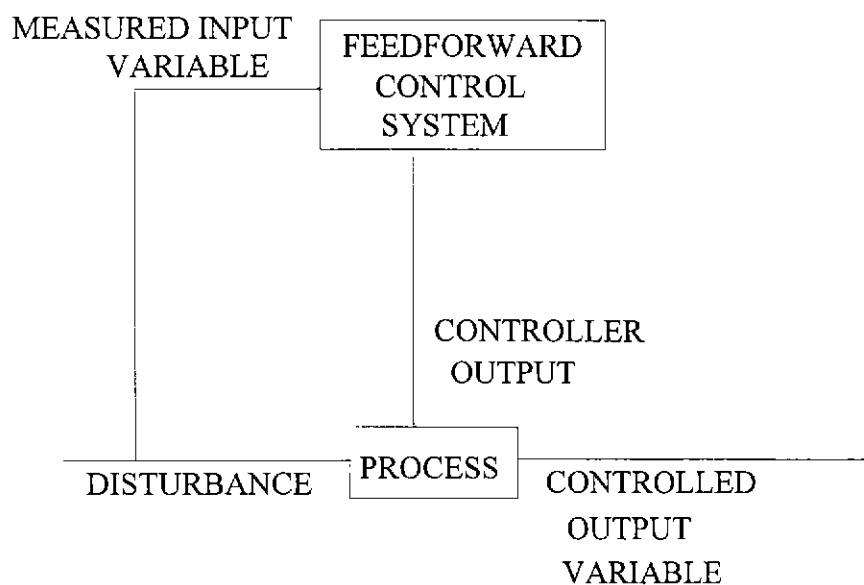 MEASURED INPUT
VARIABLE
FEEDFORWARD
CONTROL
SYSTEM
CONTROLLER
OUTPUT
DISTURBANCE
PROCESS
CONTROLLED
OUTPUT
VARIABLE